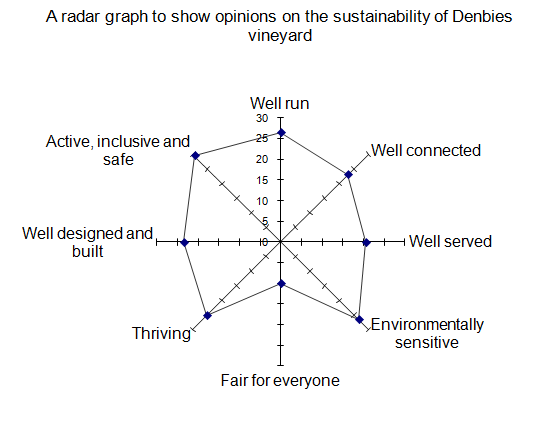 A radar graph to show opinions on the sustainability of Denbies
vineyard
Well run
30
25
20
15
10
5
0
Active, inclusive and
safe
Well connected
Well designed and
built
Well served
Thriving
Environmentally
sensitive
Fair for everyone